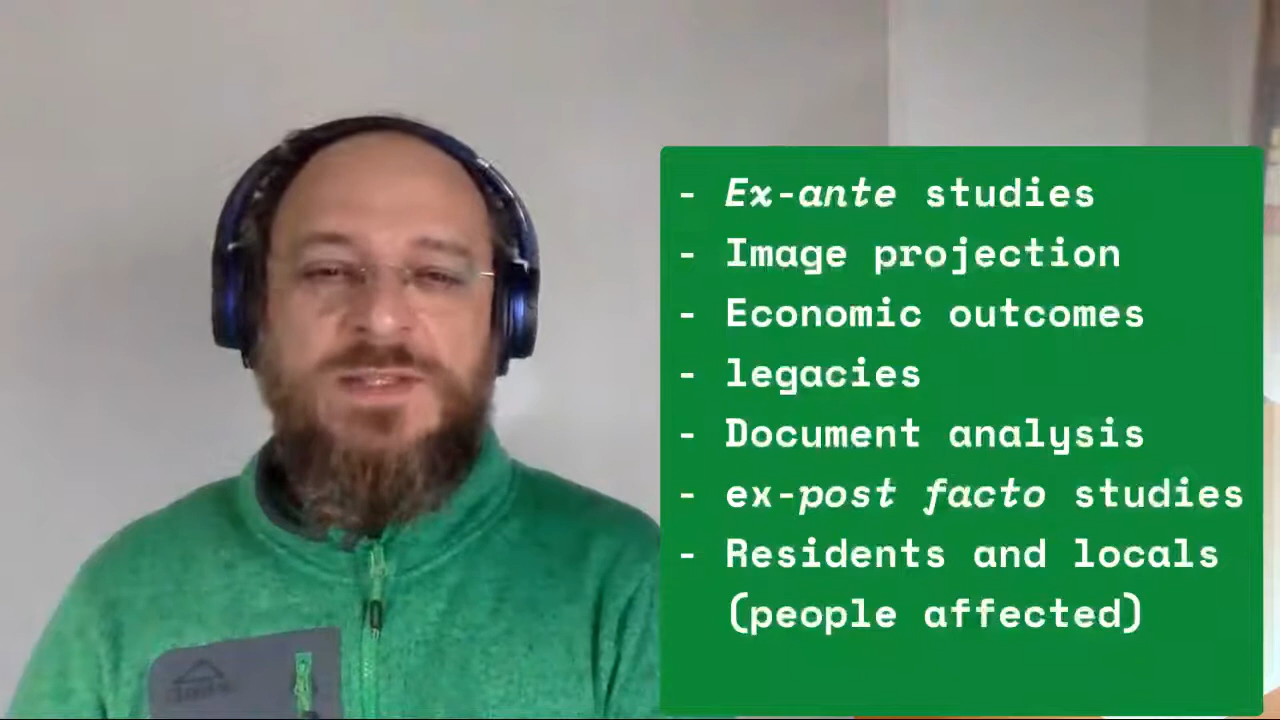 - Ex-ante studies
- Image projection
- Economic outcomes
- legacies
- Document analysis
- ex-post facto studies
- Residents and locals
(people affected)